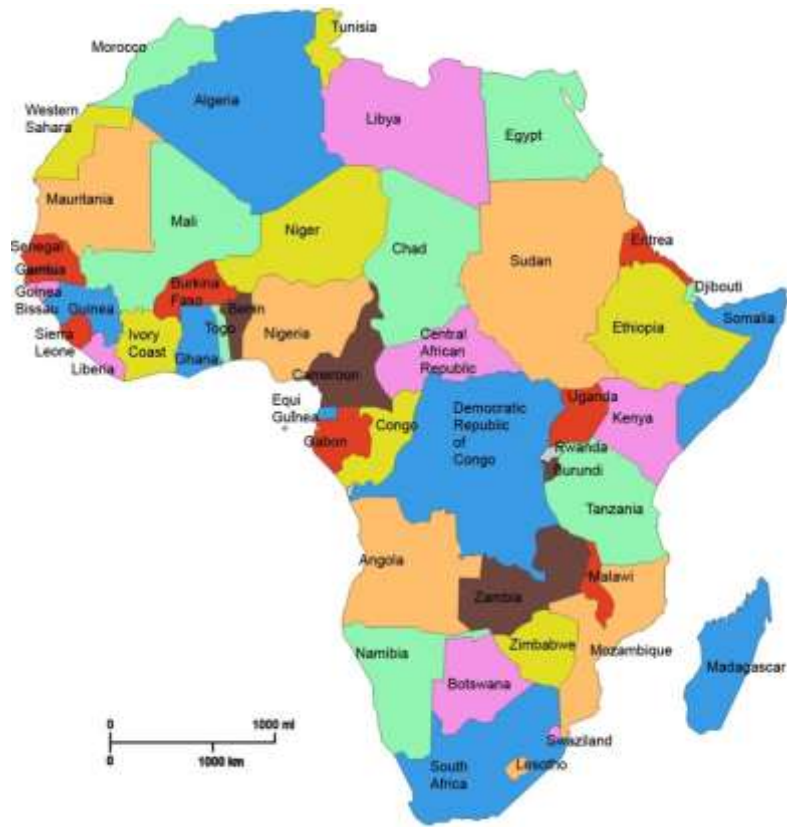 Tunisia
Morocco
Algeria
Libya
Egypt
Western
Sahara
Mauritania
Mali
Niger
Chad
Sudan
Eritrea
Senegal
Gambia
Djibouti
Goinea
Bissau
Guinea
Burkina
Faso
Benin
Togo
Nigeria
Somalia
Ethiopia
Sierra
Leone
Ivory
Coast
Ghana
Liberia
Central
African
Republic
Cameroun
Equi
Guinea
Gabon
Congo
Democratic
Republic
of
Congo
Uganda
Kenya
Rwanda
Burundi
Tanzania
Angola
Zambia
Malawi
Mozambique
Zimbabwe
Namibia
Botswana
Madagascar
Swaziland
South
Africa
Lesotho
0 1000 mi
0 1000 km